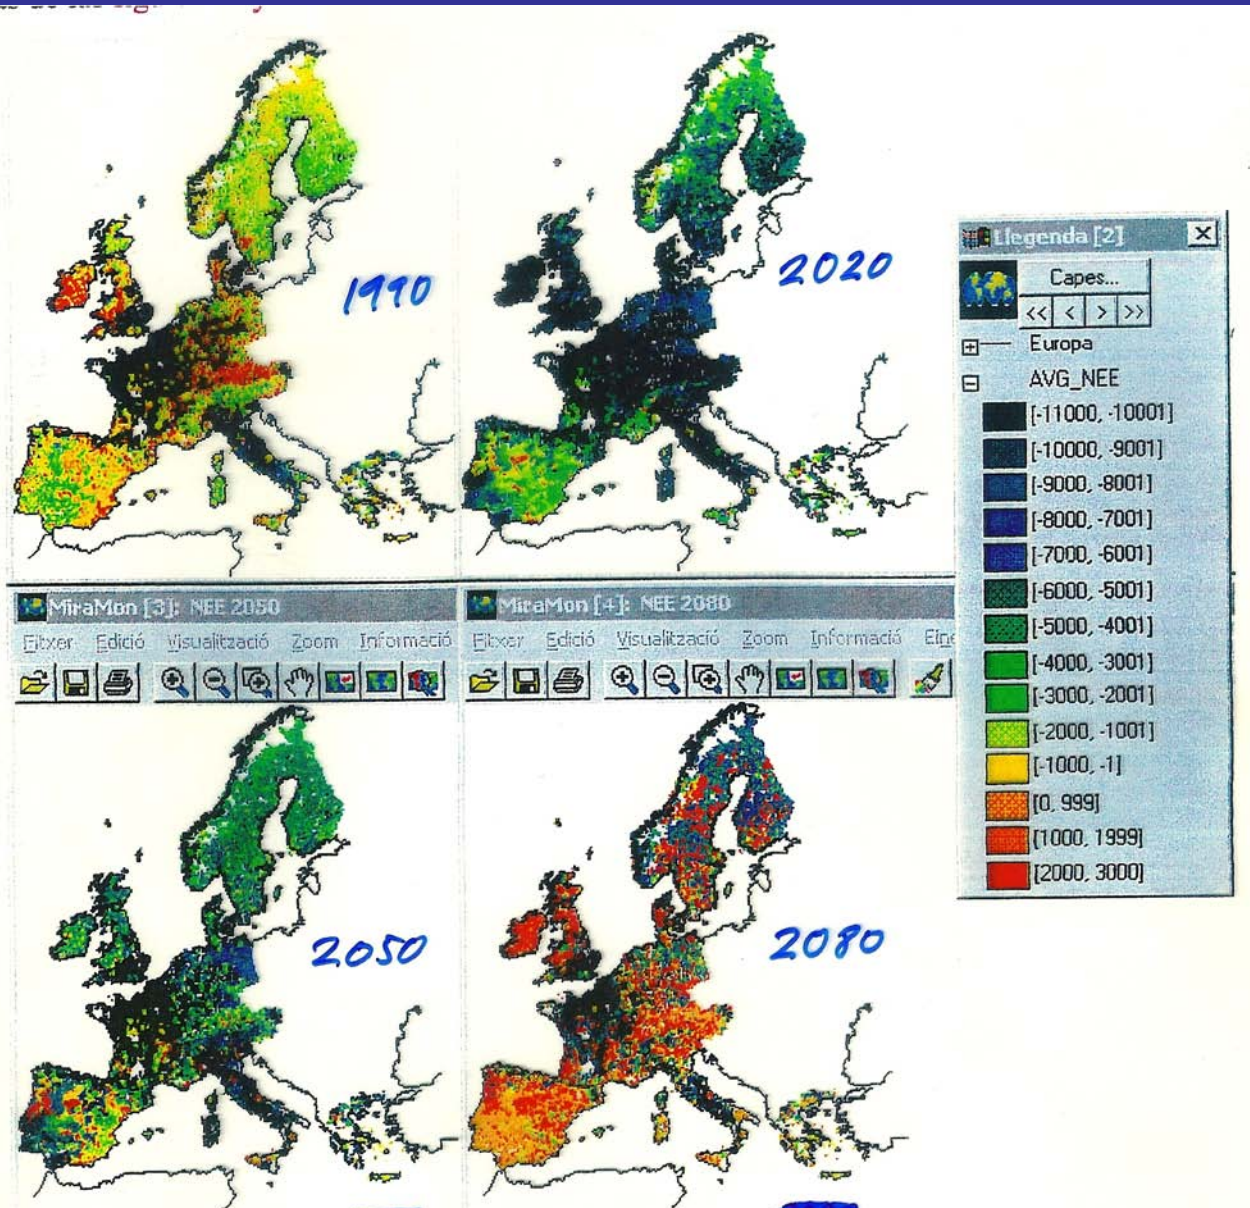 1990
2020
Llegenda [2]
Capes...
<< < > >>
Europa
AVG_NEE
[-11000, -10001]
[-10000, -9001]
[-9000, -8001]
[-8000, -7001]
[-7000, -6001]
[-6000, -5001]
[-5000, -4001]
[-4000, -3001]
[-3000, -2001]
[-2000, -1001]
[-1000, -1]
[0, 999]
[1000, 1999]
[2000, 3000]
MiraMon [3]: NEE 2050
Fitxer Edició Visualització Zoom Informació
MiraMon [4]: NEE 2080
Fitxer Edició Visualització Zoom Informació
2050
2080